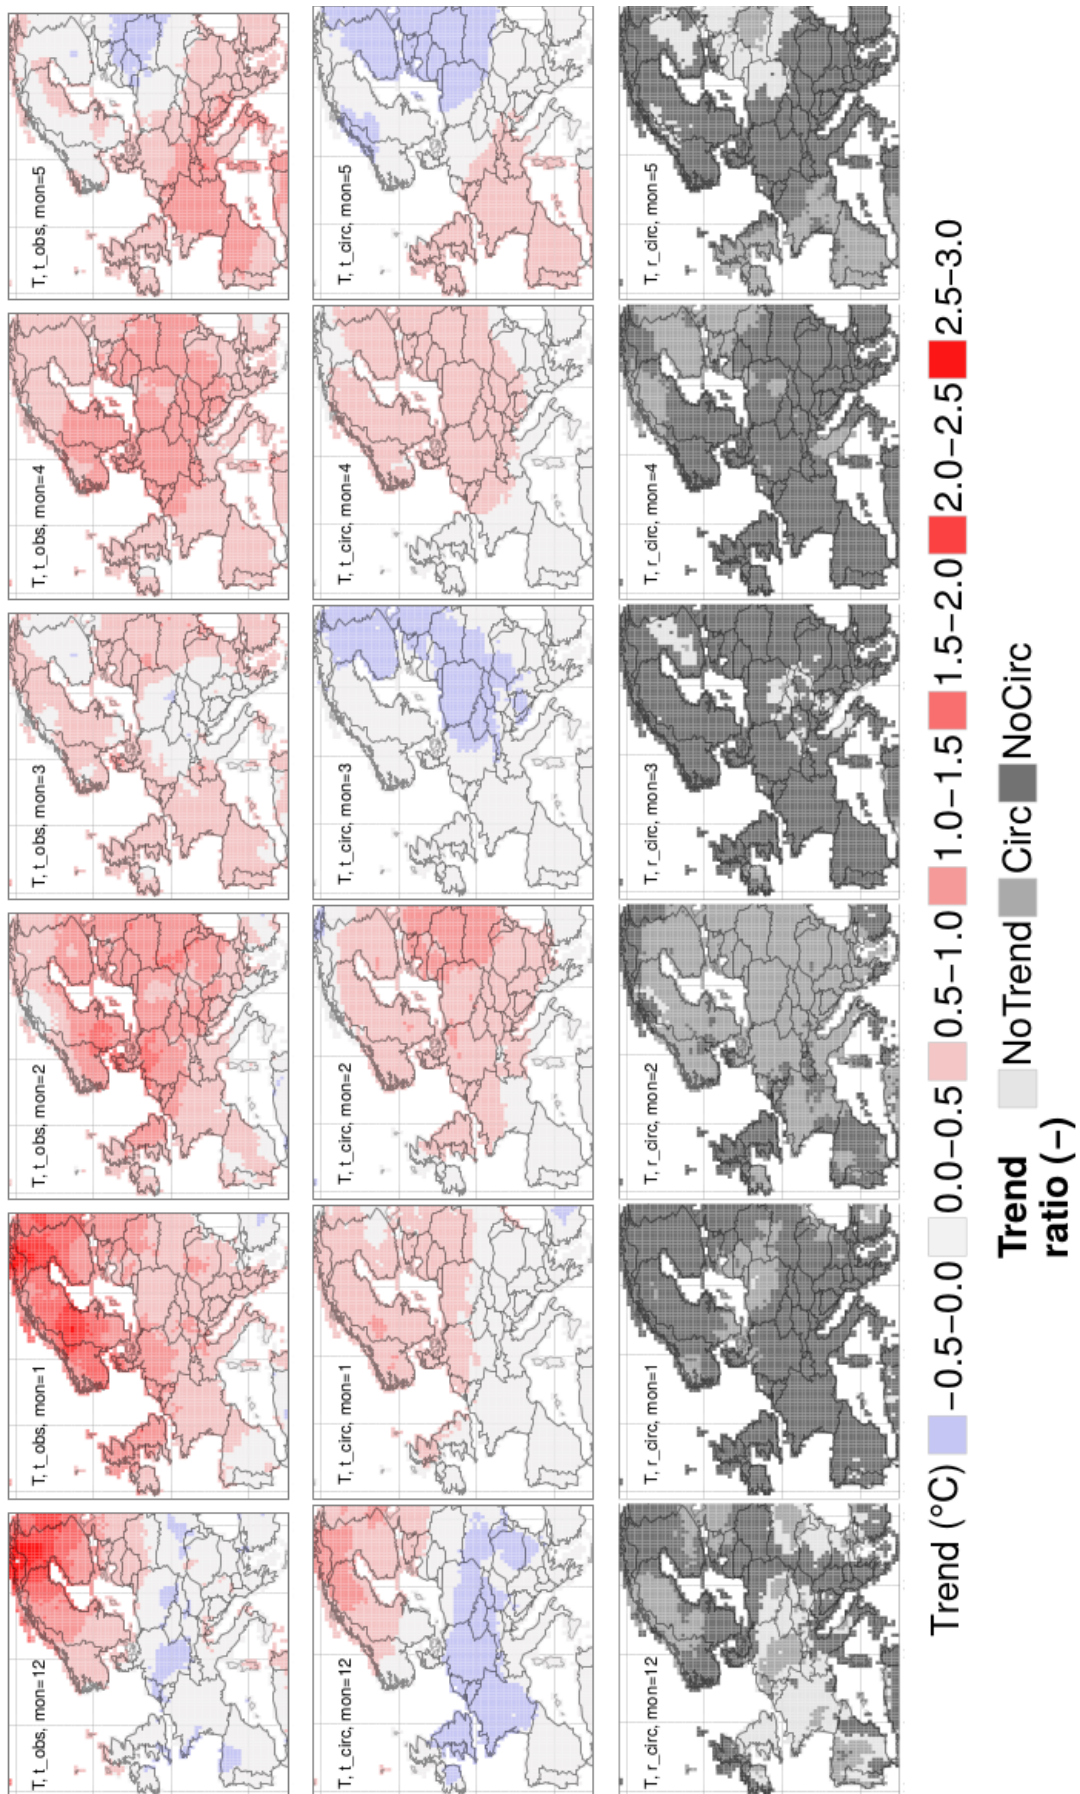 T, t_obs, mon=12
T, t_obs, mon=1
T, t_obs, mon=2
T, t_obs, mon=3
T, t_obs, mon=4
T, t_obs, mon=5
T, t_circ, mon=12
T, t_circ, mon=1
T, t_circ, mon=2
T, t_circ, mon=3
T, t_circ, mon=4
T, t_circ, mon=5
T, r_circ, mon=12
T, r_circ, mon=1
T, r_circ, mon=2
T, r_circ, mon=3
T, r_circ, mon=4
T, r_circ, mon=5
Trend (°C) −0.5−0.0 0.0−0.5 0.5−1.0 1.0−1.5 1.5−2.0 2.0−2.5 2.5−3.0
Trend NoTrend Circ NoCirc
ratio (−)